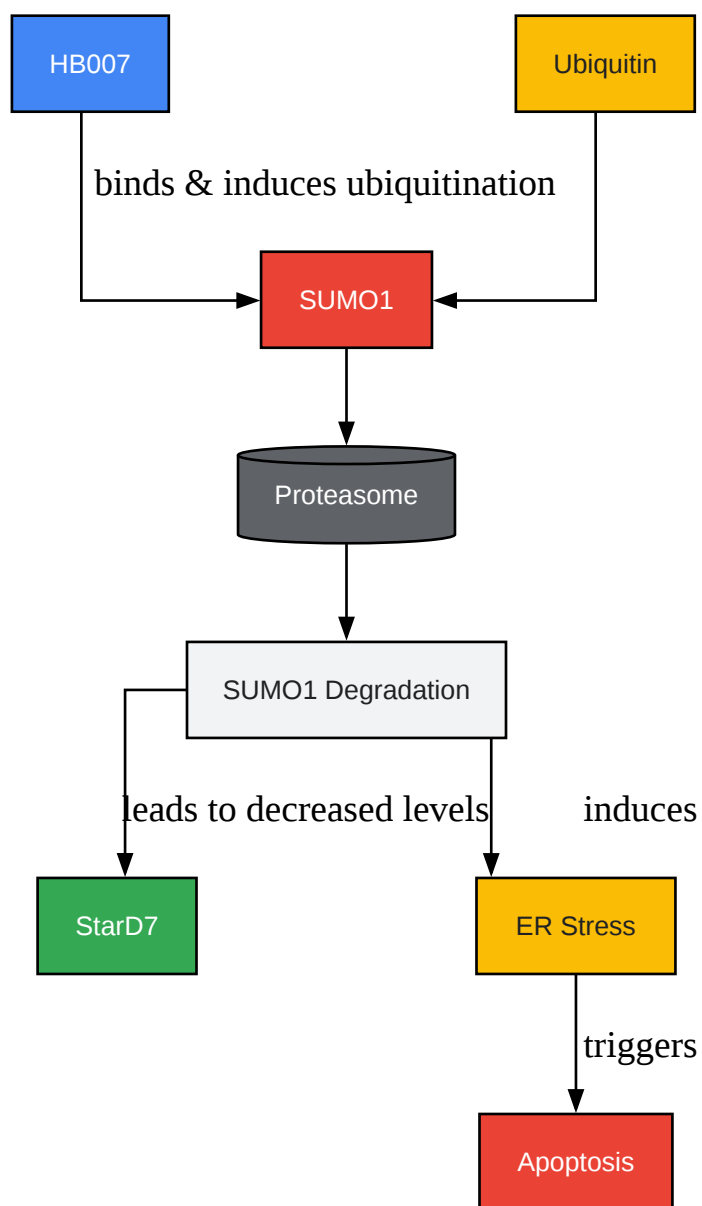 HB007
Ubiquitin
binds & induces ubiquitination
SUMO1
Proteasome
SUMO1 Degradation
leads to decreased levels
induces
StarD7
ER Stress
triggers
Apoptosis